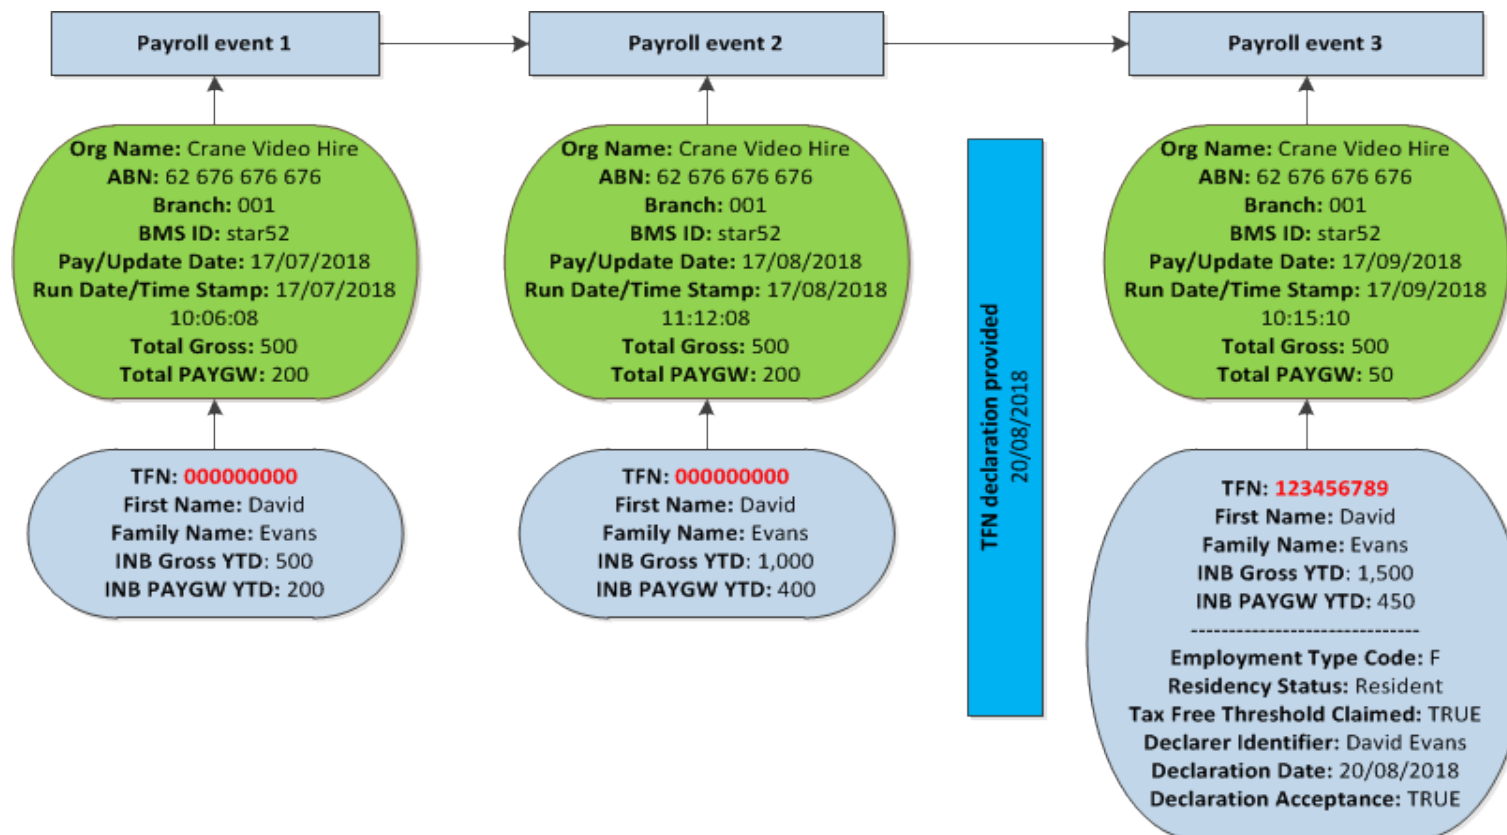 Payroll event 1
Payroll event 2
Payroll event 3
Org Name: Crane Video Hire
ABN: 62 676 676 676
Branch: 001
BMS ID: star52
Pay/Update Date: 17/07/2018
Run Date/Time Stamp: 17/07/2018
10:06:08
Total Gross: 500
Total PAYGW: 200
Org Name: Crane Video Hire
ABN: 62 676 676 676
Branch: 001
BMS ID: star52
Pay/Update Date: 17/08/2018
Run Date/Time Stamp: 17/08/2018
11:12:08
Total Gross: 500
Total PAYGW: 200
TFN declaration provided
20/08/2018
Org Name: Crane Video Hire
ABN: 62 676 676 676
Branch: 001
BMS ID: star52
Pay/Update Date: 17/09/2018
Run Date/Time Stamp: 17/09/2018
10:15:10
Total Gross: 500
Total PAYGW: 50
TFN: 000000000
First Name: David
Family Name: Evans
INB Gross YTD: 500
INB PAYGW YTD: 200
TFN: 000000000
First Name: David
Family Name: Evans
INB Gross YTD: 1,000
INB PAYGW YTD: 400
TFN: 123456789
First Name: David
Family Name: Evans
INB Gross YTD: 1,500
INB PAYGW YTD: 450
------------------------------
Employment Type Code: F
Residency Status: Resident
Tax Free Threshold Claimed: TRUE
Declarer Identifier: David Evans
Declaration Date: 20/08/2018
Declaration Acceptance: TRUE